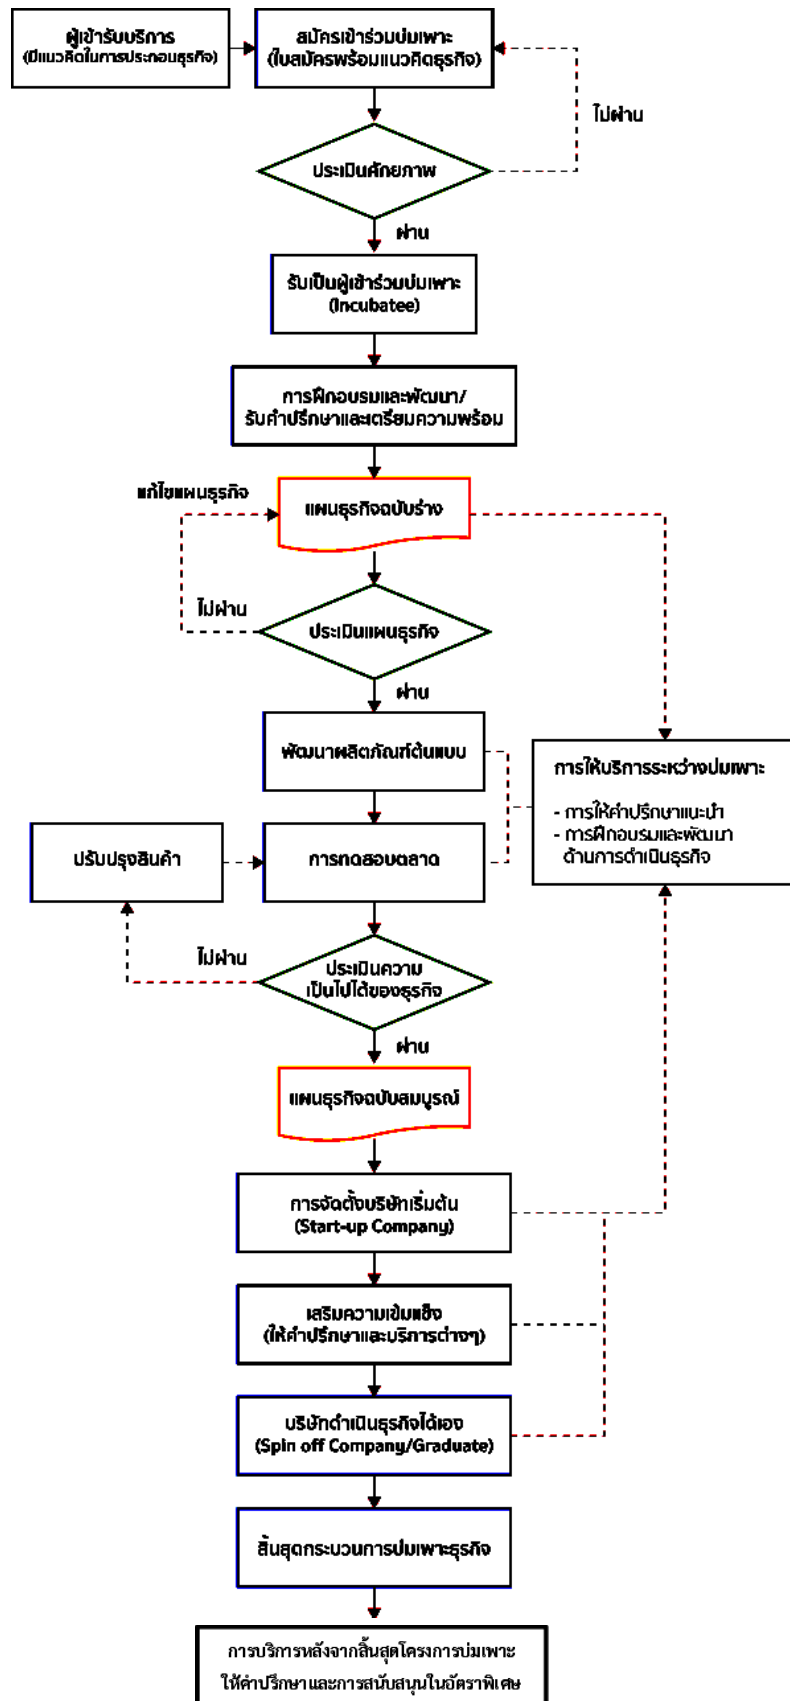 ผู้เข้ารับบริการ
(มีแนวคิดในการประกอบธุรกิจ)
สมัครเข้าร่วมบ่มเพาะ
(ใบสมัครพร้อมแนวคิดธุรกิจ)
ไม่ผ่าน
ประเมินศักยภาพ
ผ่าน
รับเป็นผู้เข้าร่วมบ่มเพาะ
(Incubatee)
การฝึกอบรมและพัฒนา/
รับคำปรึกษาและเตรียมความพร้อม
แก้ไขแผนธุรกิจ
แผนธุรกิจฉบับร่าง
ไม่ผ่าน
ประเมินแผนธุรกิจ
ผ่าน
พัฒนาผลิตภัณฑ์ต้นแบบ
การให้บริการระหว่างบ่มเพาะ
- การให้คำปรึกษาแนะนำ
- การฝึกอบรมและพัฒนา
ด้านการดำเนินธุรกิจ
ปรับปรุงสินค้า
การทดสอบตลาด
ไม่ผ่าน
ประเมินความ
เป็นไปได้ของธุรกิจ
ผ่าน
แผนธุรกิจฉบับสมบูรณ์
การจัดตั้งบริษัทเริ่มต้น
(Start-up Company)
เสริมความเข้มแข็ง
(ให้คำปรึกษาและบริการต่างๆ)
บริษัทดำเนินธุรกิจได้เอง
(Spin off Company/Graduate)
สิ้นสุดกระบวนการบ่มเพาะธุรกิจ
การบริการหลังจากสิ้นสุดโครงการบ่มเพาะ
ให้คำปรึกษาและการสนับสนุนในอัตราพิเศษ